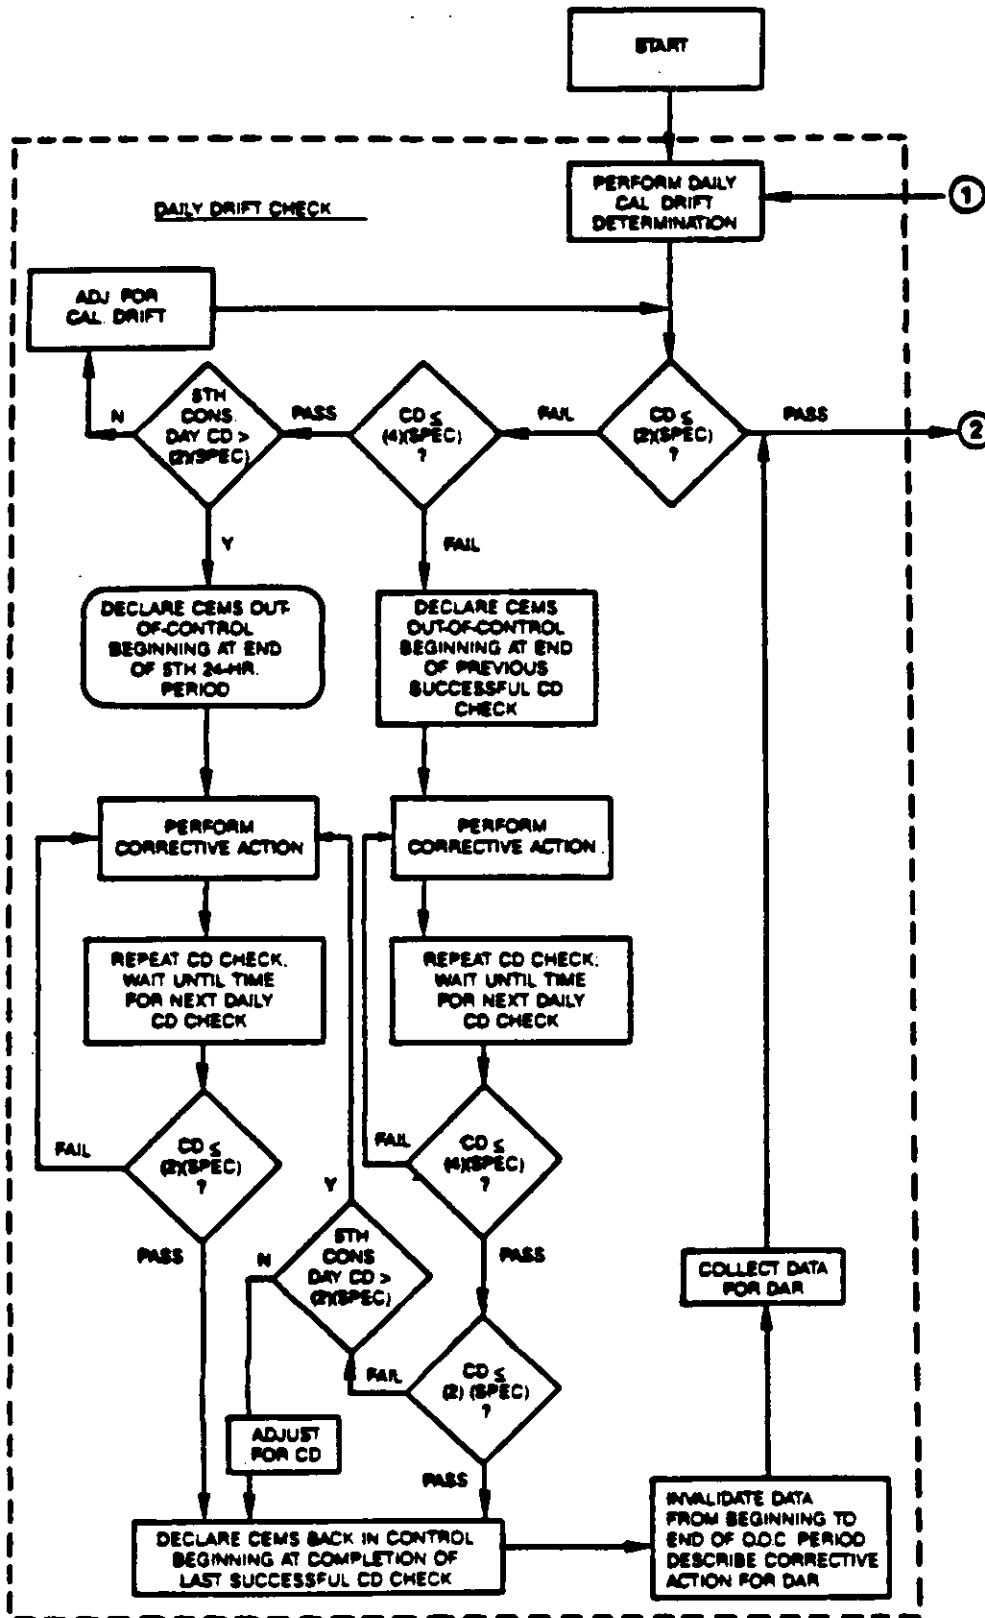 START
PERFORM DAILY
CAL DRIFT
DETERMINATION
1
DAILY DRIFT CHECK
ADJ. FOR
CAL. DRIFT
5TH
CONS.
DAY CD >
(2)(SPEC)
N
PASS
CD ≤
(4)(SPEC)
?
FAIL
CD ≤
(2)(SPEC)
?
PASS
2
Y
FAIL
DECLARE CEMS OUT-
OF-CONTROL
BEGINNING AT END
OF 5TH 24-HR.
PERIOD
DECLARE CEMS
OUT-OF-CONTROL
BEGINNING AT END
OF PREVIOUS
SUCCESSFUL CD
CHECK
PERFORM
CORRECTIVE ACTION
PERFORM
CORRECTIVE ACTION
REPEAT CD CHECK;
WAIT UNTIL TIME
FOR NEXT DAILY
CD CHECK
REPEAT CD CHECK;
WAIT UNTIL TIME
FOR NEXT DAILY
CD CHECK
FAIL
CD ≤
(2)(SPEC)
?
PASS
FAIL
CD ≤
(4)(SPEC)
?
PASS
Y
N
5TH
CONS
DAY CD >
(2)(SPEC)
FAIL
CD ≤
(2) (SPEC)
?
PASS
COLLECT DATA
FOR DAR
ADJUST
FOR CD
DECLARE CEMS BACK IN CONTROL
BEGINNING AT COMPLETION OF
LAST SUCCESSFUL CD CHECK
INVALIDATE DATA
FROM BEGINNING TO
END OF O.O.C PERIOD
DESCRIBE CORRECTIVE
ACTION FOR DAR